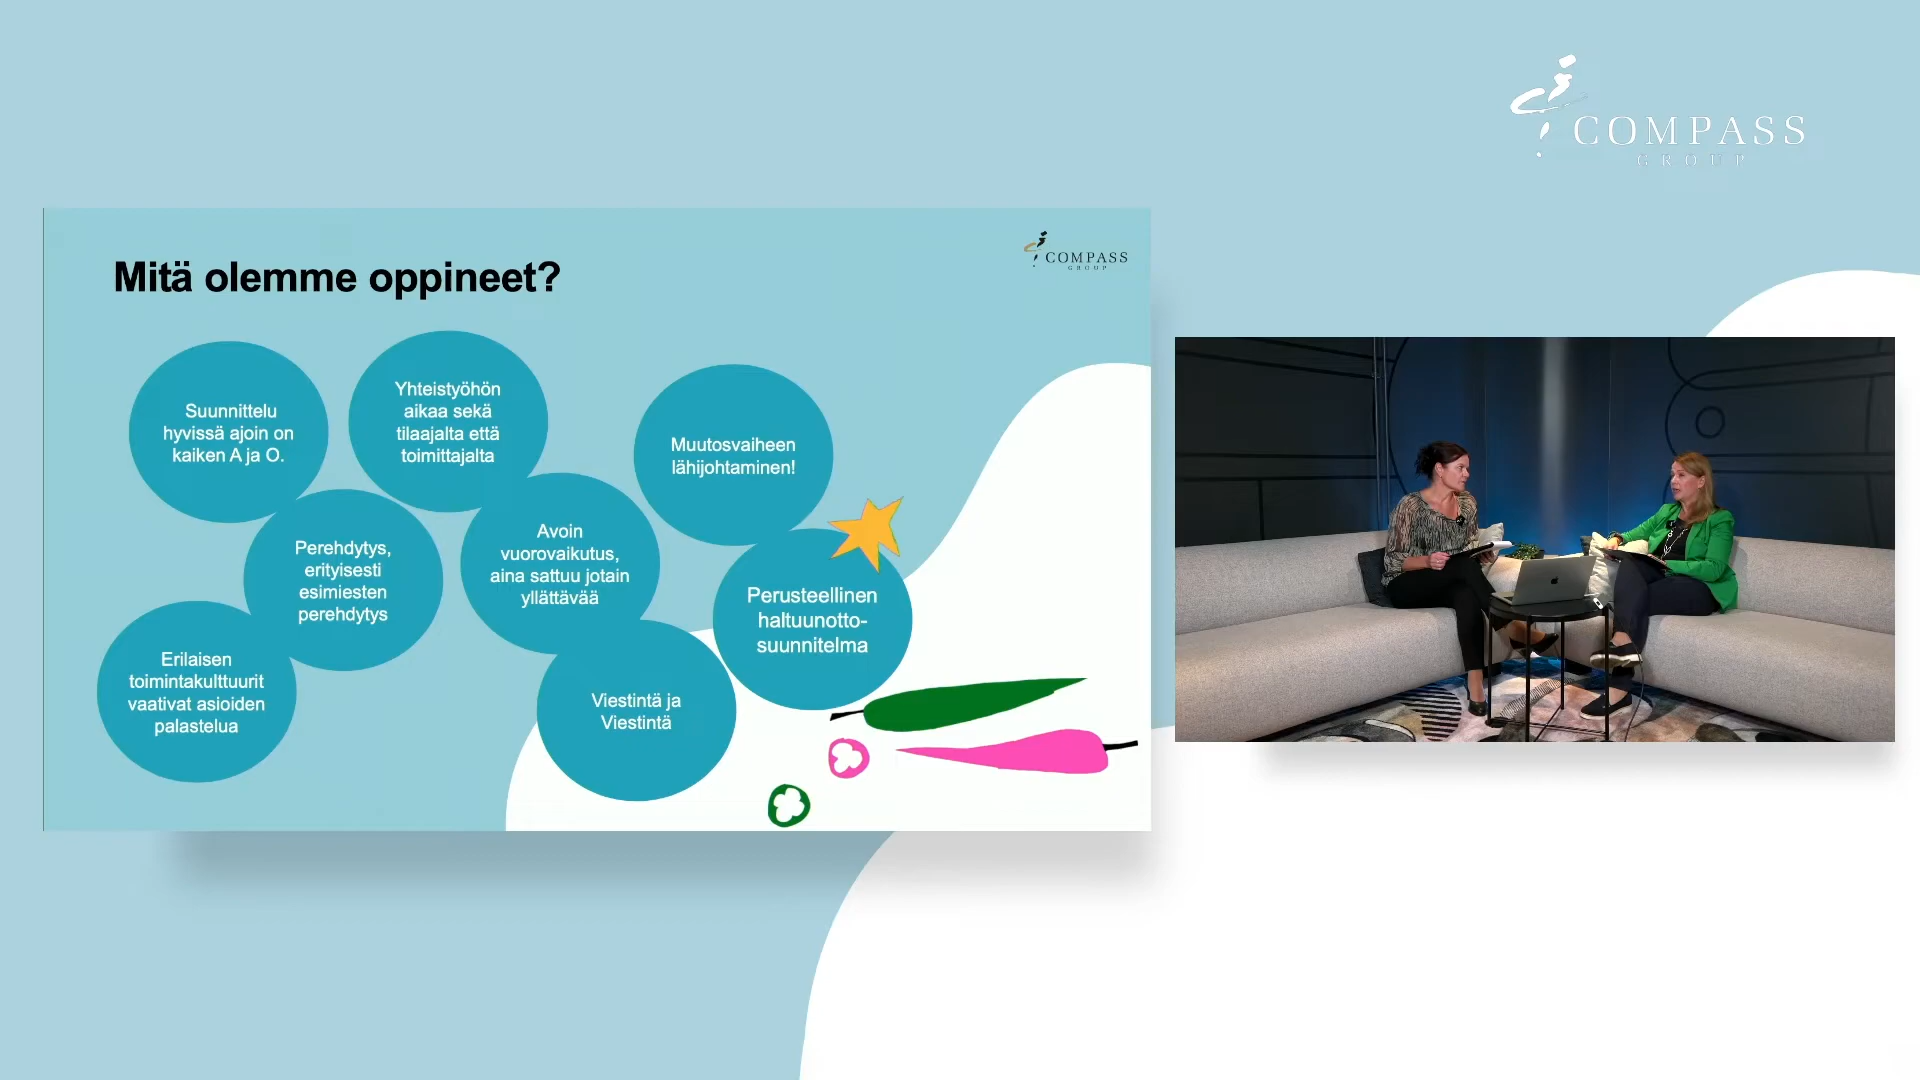 COMPASS
GROUP
Mitä olemme oppineet?
COMPASS
GROUP
Suunnittelu
hyvissä ajoin on
kaiken A ja O.
Yhteistyöhön
aikaa sekä
tilaajalta että
toimittajalta
Muutosvaiheen
lähijohtaminen!
Perehdytys,
erityisesti
esimiesten
perehdytys
Avoin
vuorovaikutus,
aina sattuu jotain
yllättävää
Perusteellinen
haltuunotto-
suunnitelma
Erilaisen
toimintakulttuurit
vaativat asioiden
palastelua
Viestintä ja
Viestintä